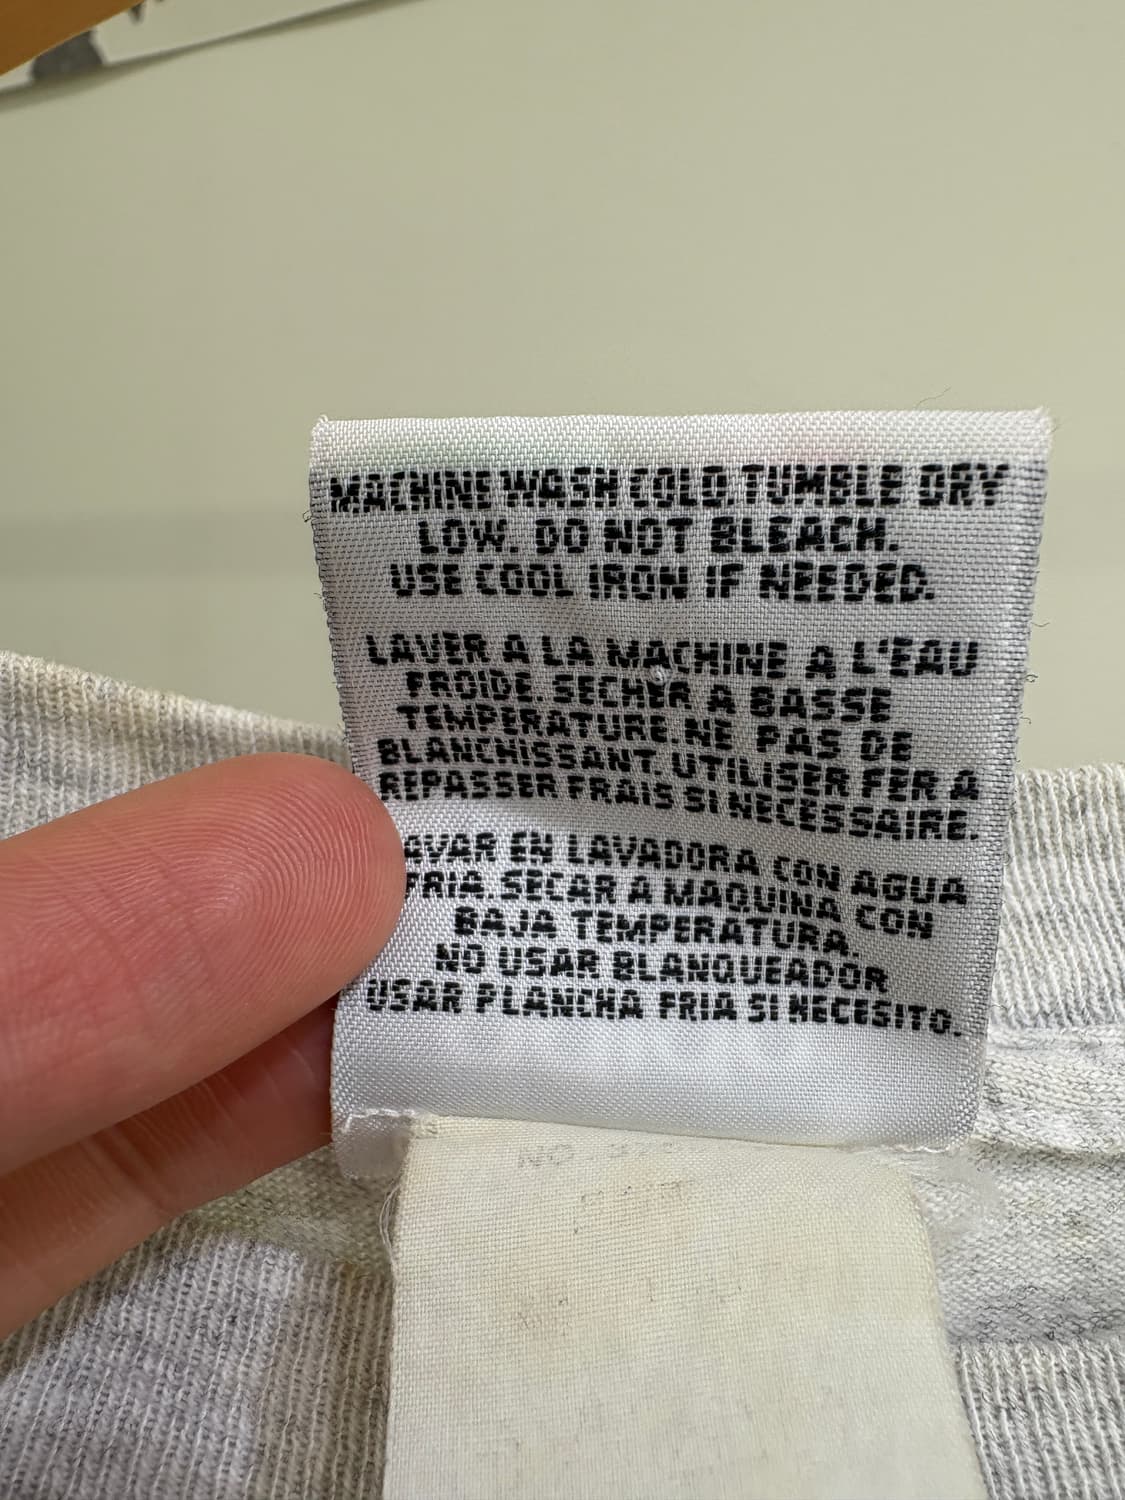 MACHINE WASH COLD. TUMBLE DRY
LOW. DO NOT BLEACH.
USE COOL IRON IF NEEDED.
LAVER A LA MACHINE A L'EAU
FROIDE. SECHER A BASSE
TEMPERATURE. NE PAS DE
BLANCHISSANT. UTILISER FER A
REPASSER FRAIS SI NECESSAIRE.
AVAR EN LAVADORA CON AGUA
FRIA. SECAR A MAQUINA CON
BAJA TEMPERATURA.
NO USAR BLANQUEADOR
USAR PLANCHA FRIA SI NECESITO.
NO